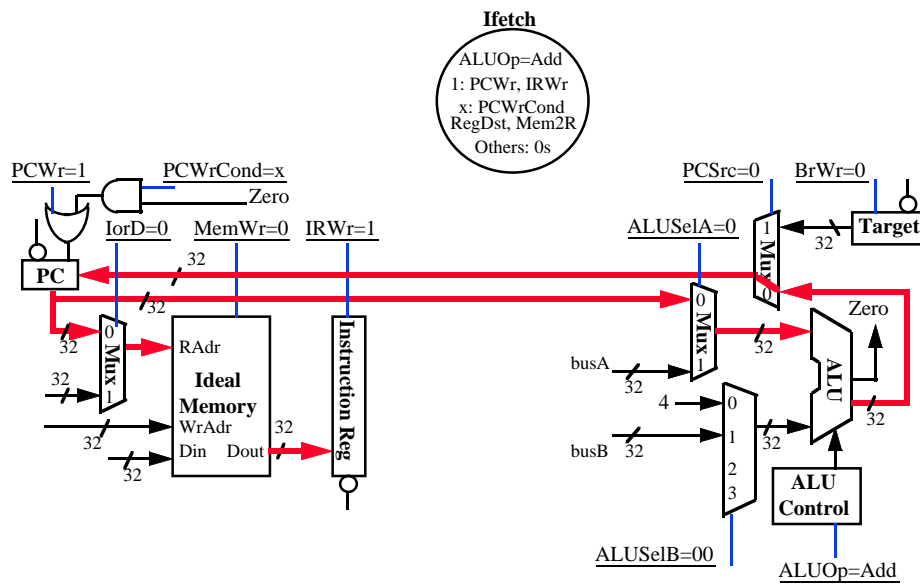 Ifetch
ALUOp=Add
1: PCWr, IRWr
x: PCWrCond
RegDst, Mem2R
Others: 0s
PCWr=1
PCWrCond=x
Zero
PCSrc=0
BrWr=0
IorD=0
MemWr=0
IRWr=1
ALUSelA=0
1
Mux
0
32
Target
PC
32
32
32
0
Mux
1
32
RAdr
Ideal
Memory
WrAdr
Din
Dout
32
32
32
Instruction Reg
0
Mux
1
32
busA
32
Zero
ALU
32
4
0
1
2
3
busB
32
32
ALU
Control
ALUSelB=00
ALUOp=Add